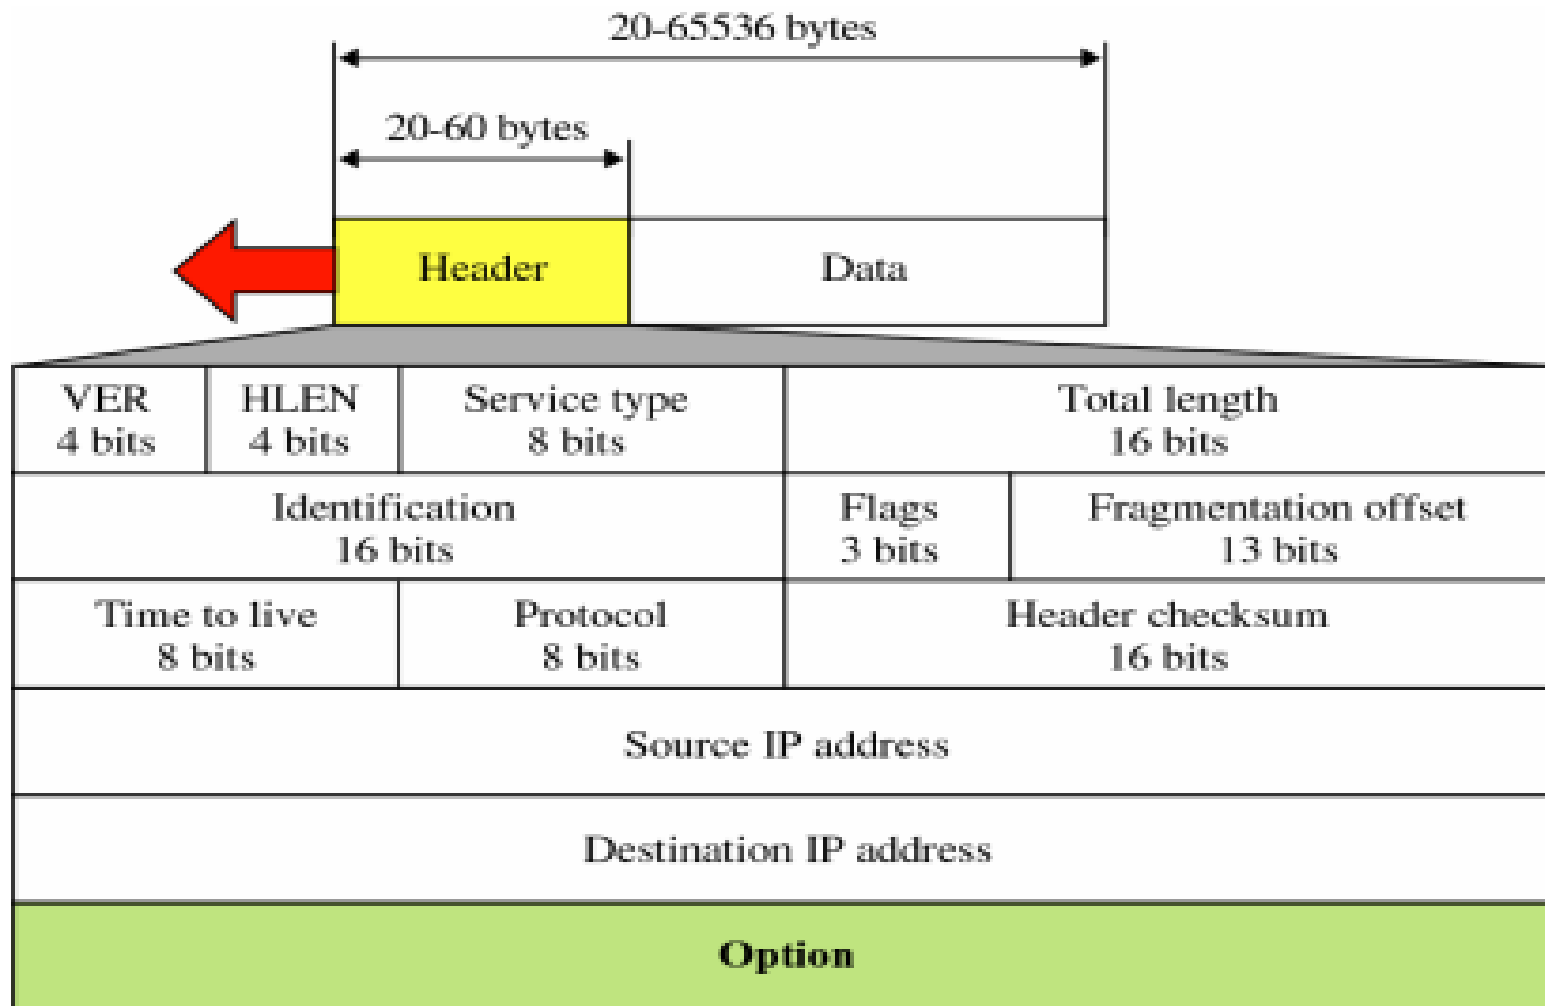 20-65536 bytes
20-60 bytes
Header
Data
VER
4 bits
HLEN
4 bits
Service type
8 bits
Total length
16 bits
Identification
16 bits
Flags
3 bits
Fragmentation offset
13 bits
Time to live
8 bits
Protocol
8 bits
Header checksum
16 bits
Source IP address
Destination IP address
Option